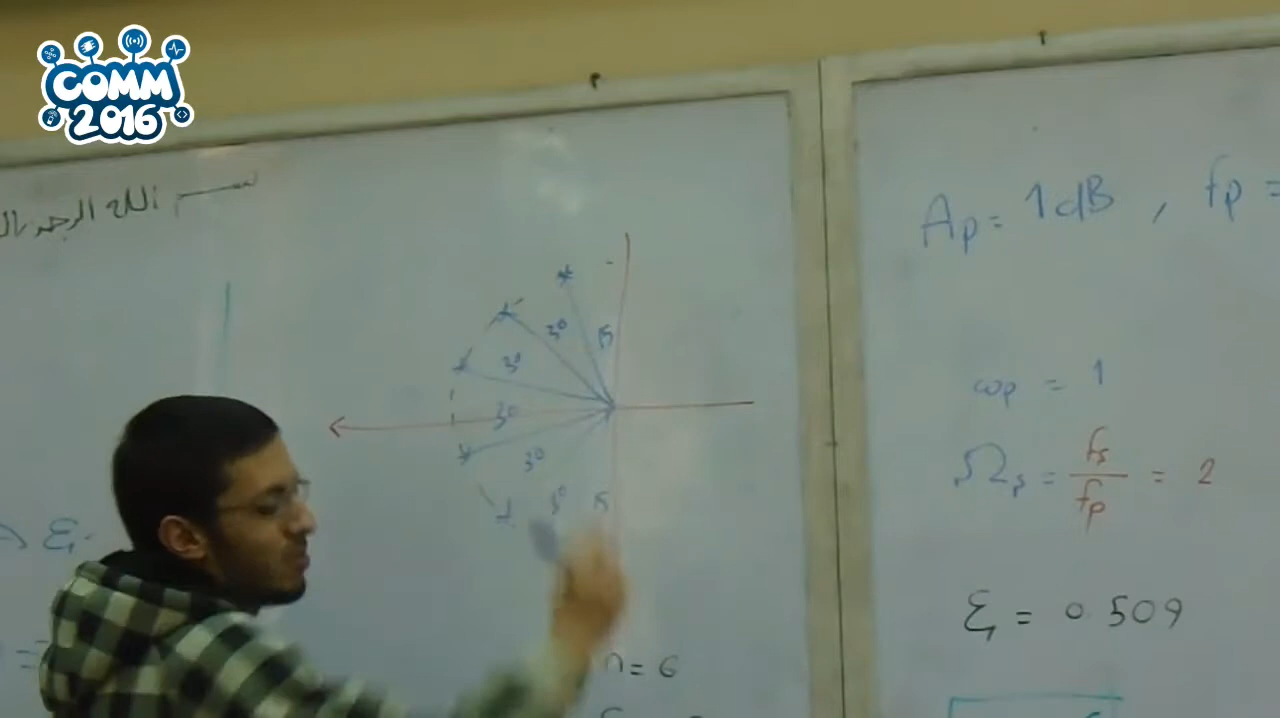 COMM
2016
بسم الله الرحمن
Ap = 1dB , fp =
15
30
30
30
30
30
15
ωp = 1
Ωs = fs/fp = 2
ε
ε = 0.509
n = 6